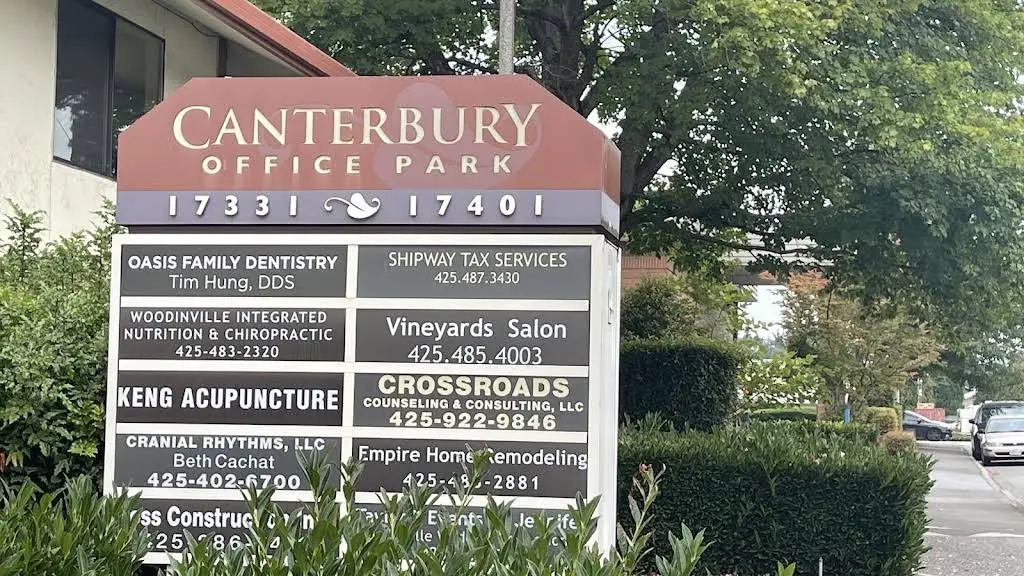 CANTERBURY
OFFICE PARK
17331 17401
OASIS FAMILY DENTISTRY
Tim Hung, DDS
SHIPWAY TAX SERVICES
425.487.3430
WOODINVILLE INTEGRATED
NUTRITION & CHIROPRACTIC
425-483-2320
Vineyards Salon
425.485.4003
KENG ACUPUNCTURE
CROSSROADS
COUNSELING & CONSULTING, LLC
425-922-9846
CRANIAL RHYTHMS, LLC
Beth Cachat
425-402-6700
Empire Home Remodeling
2881
Events